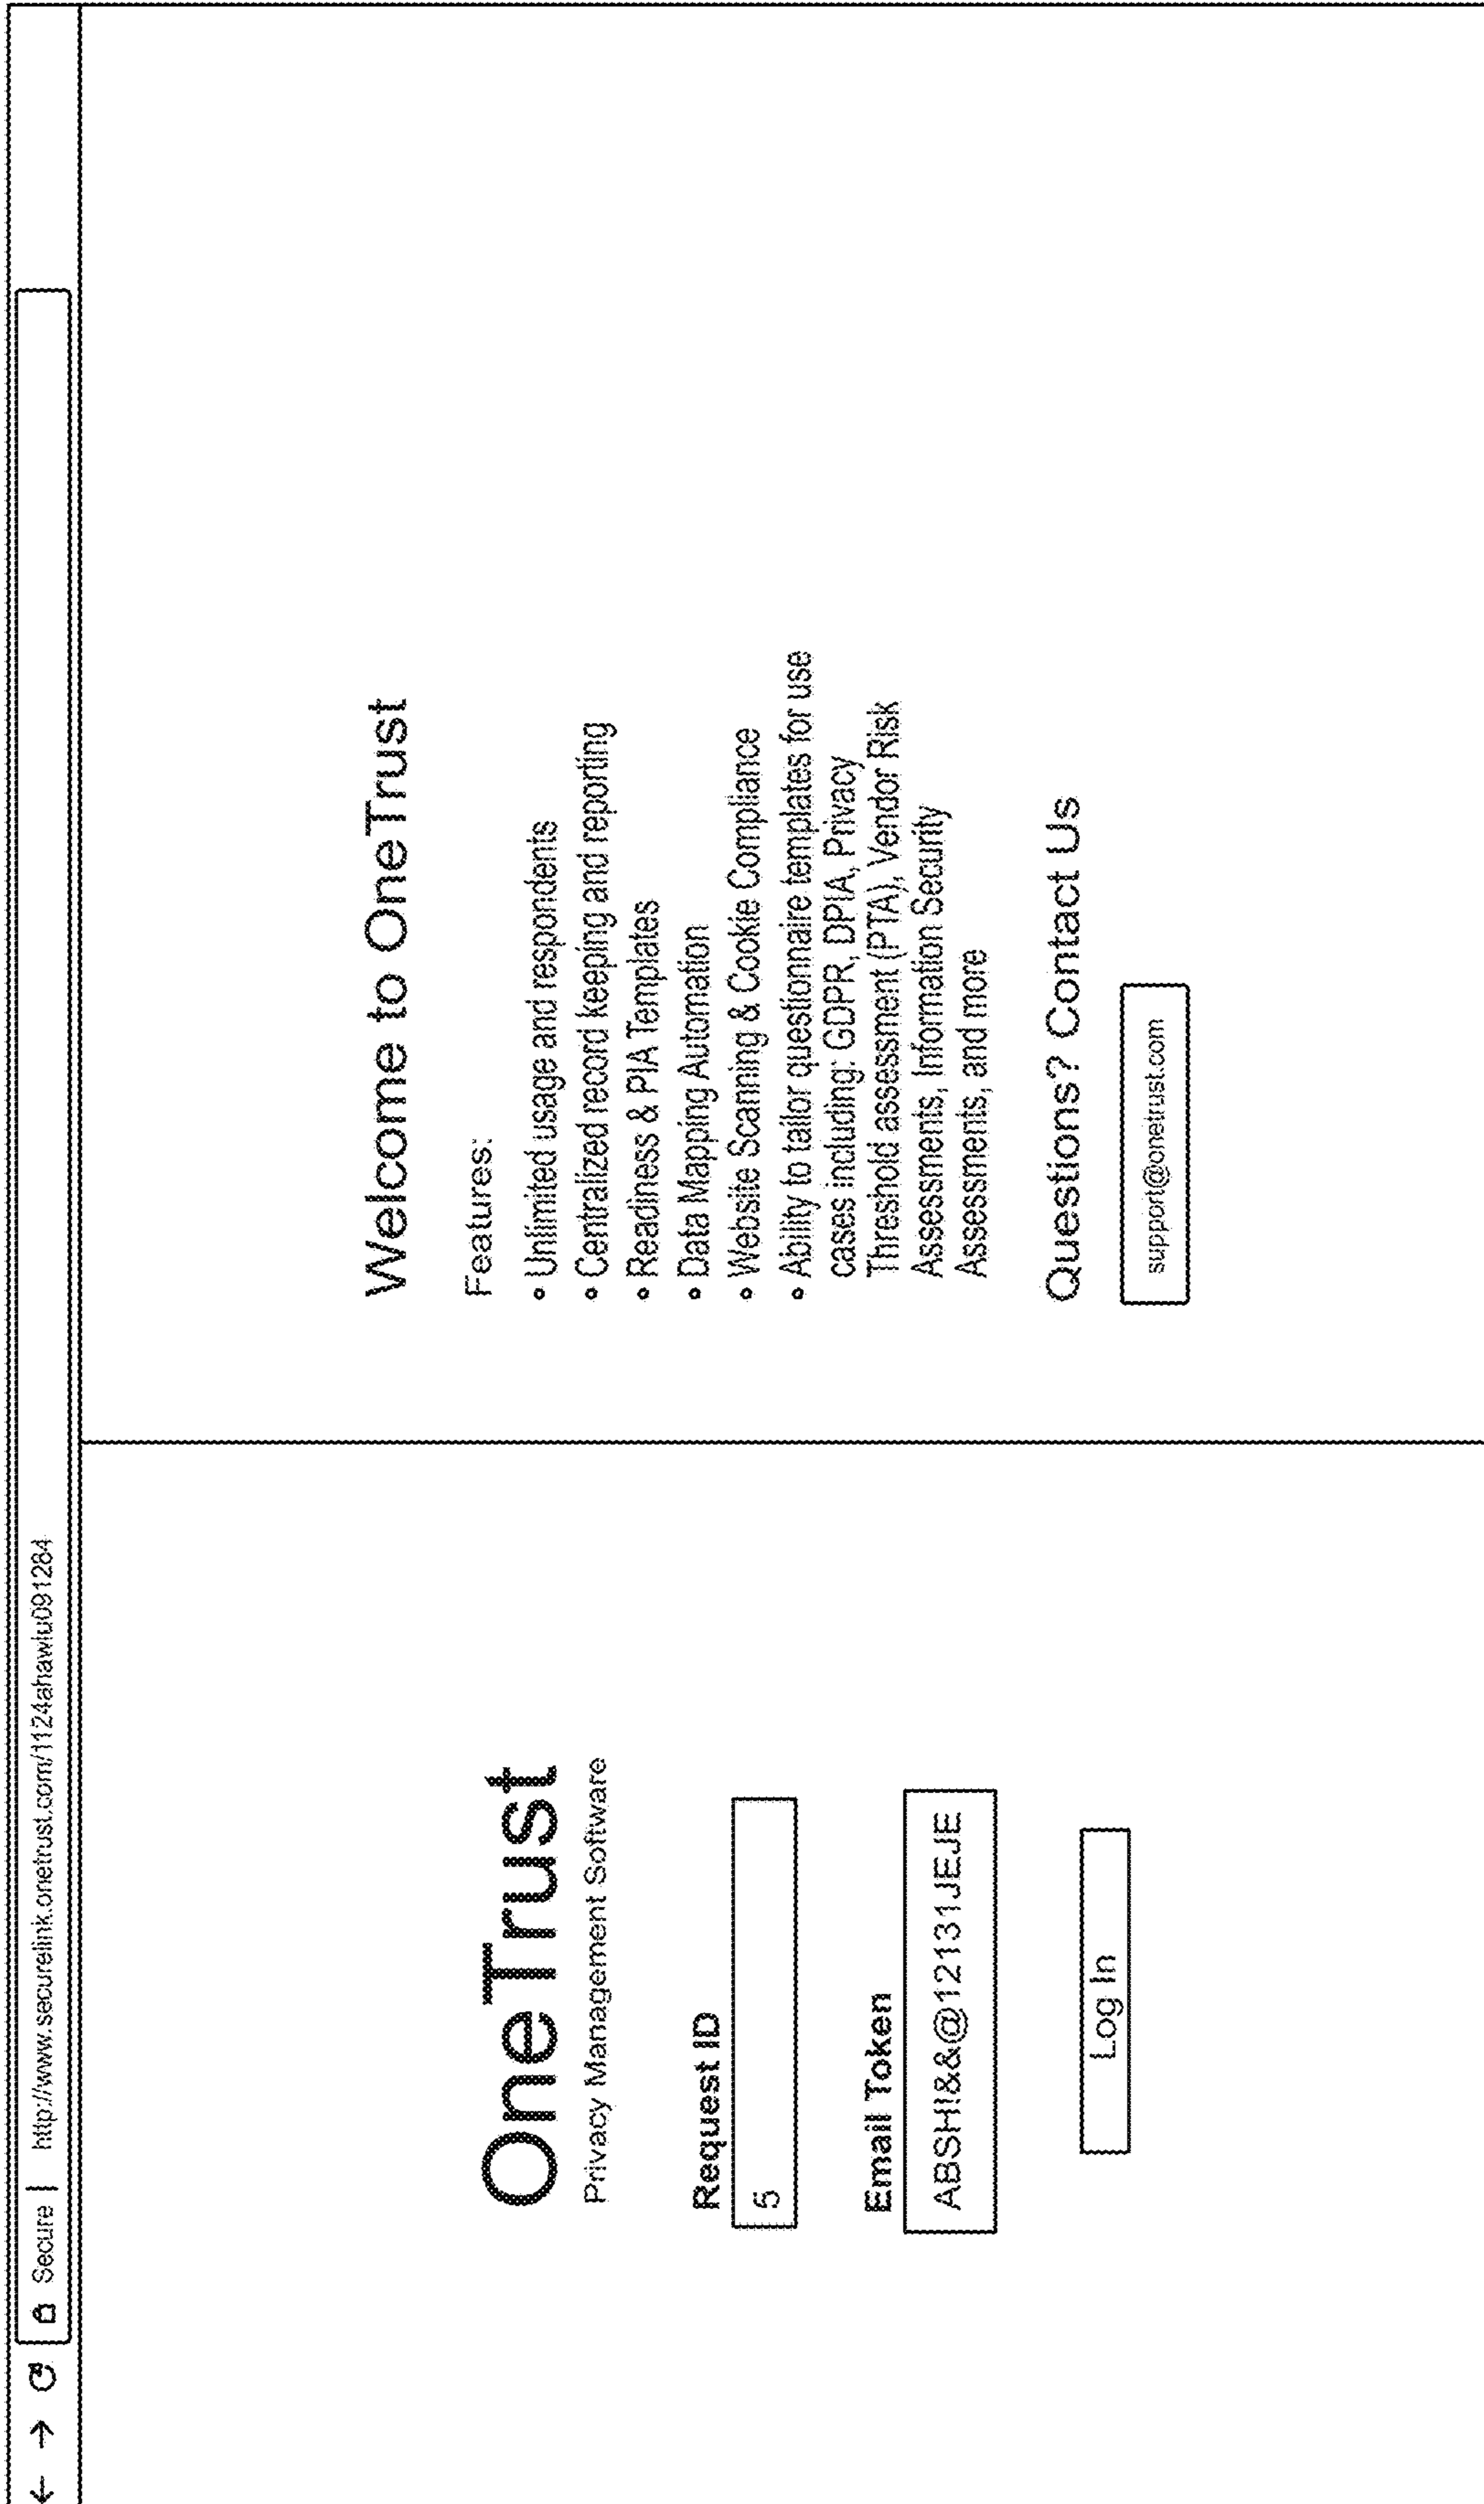 Secure | http://www.securelink.onetrust.com/1124ahawiu091284
OneTrust
Privacy Management Software
Request ID
5
Email Token
ABSHI&&@12131JEJE
Log In
Welcome to OneTrust
Features:
• Unlimited usage and respondents
• Centralized record keeping and reporting
• Readiness & PIA Templates
• Data Mapping Automation
• Website Scanning & Cookie Compliance
• Ability to tailor questionnaire templates for use
cases including: GDPR, DPIA, Privacy
Threshold assessment (PTA), Vendor Risk
Assessments, Information Security
Assessments, and more
Questions? Contact Us
support@onetrust.com